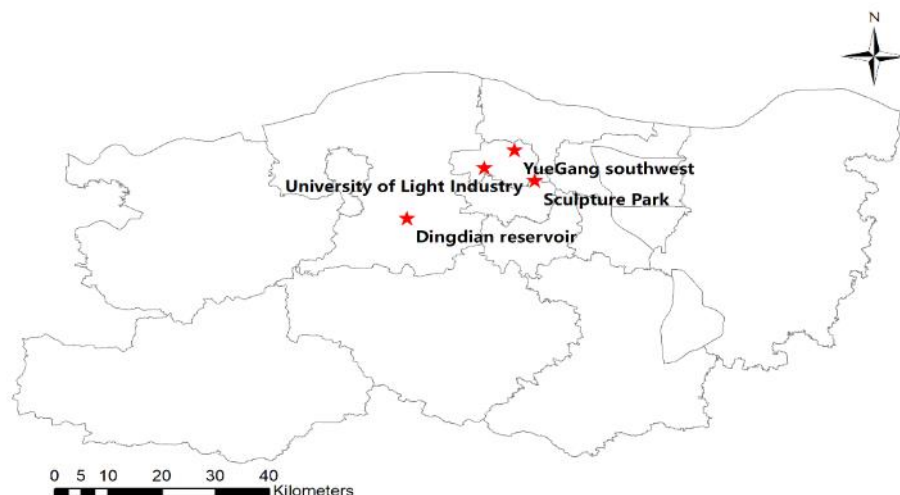 N
YueGang southwest
University of Light Industry
Sculpture Park
Dingdian reservoir
0 5 10 20 30 40
Kilometers